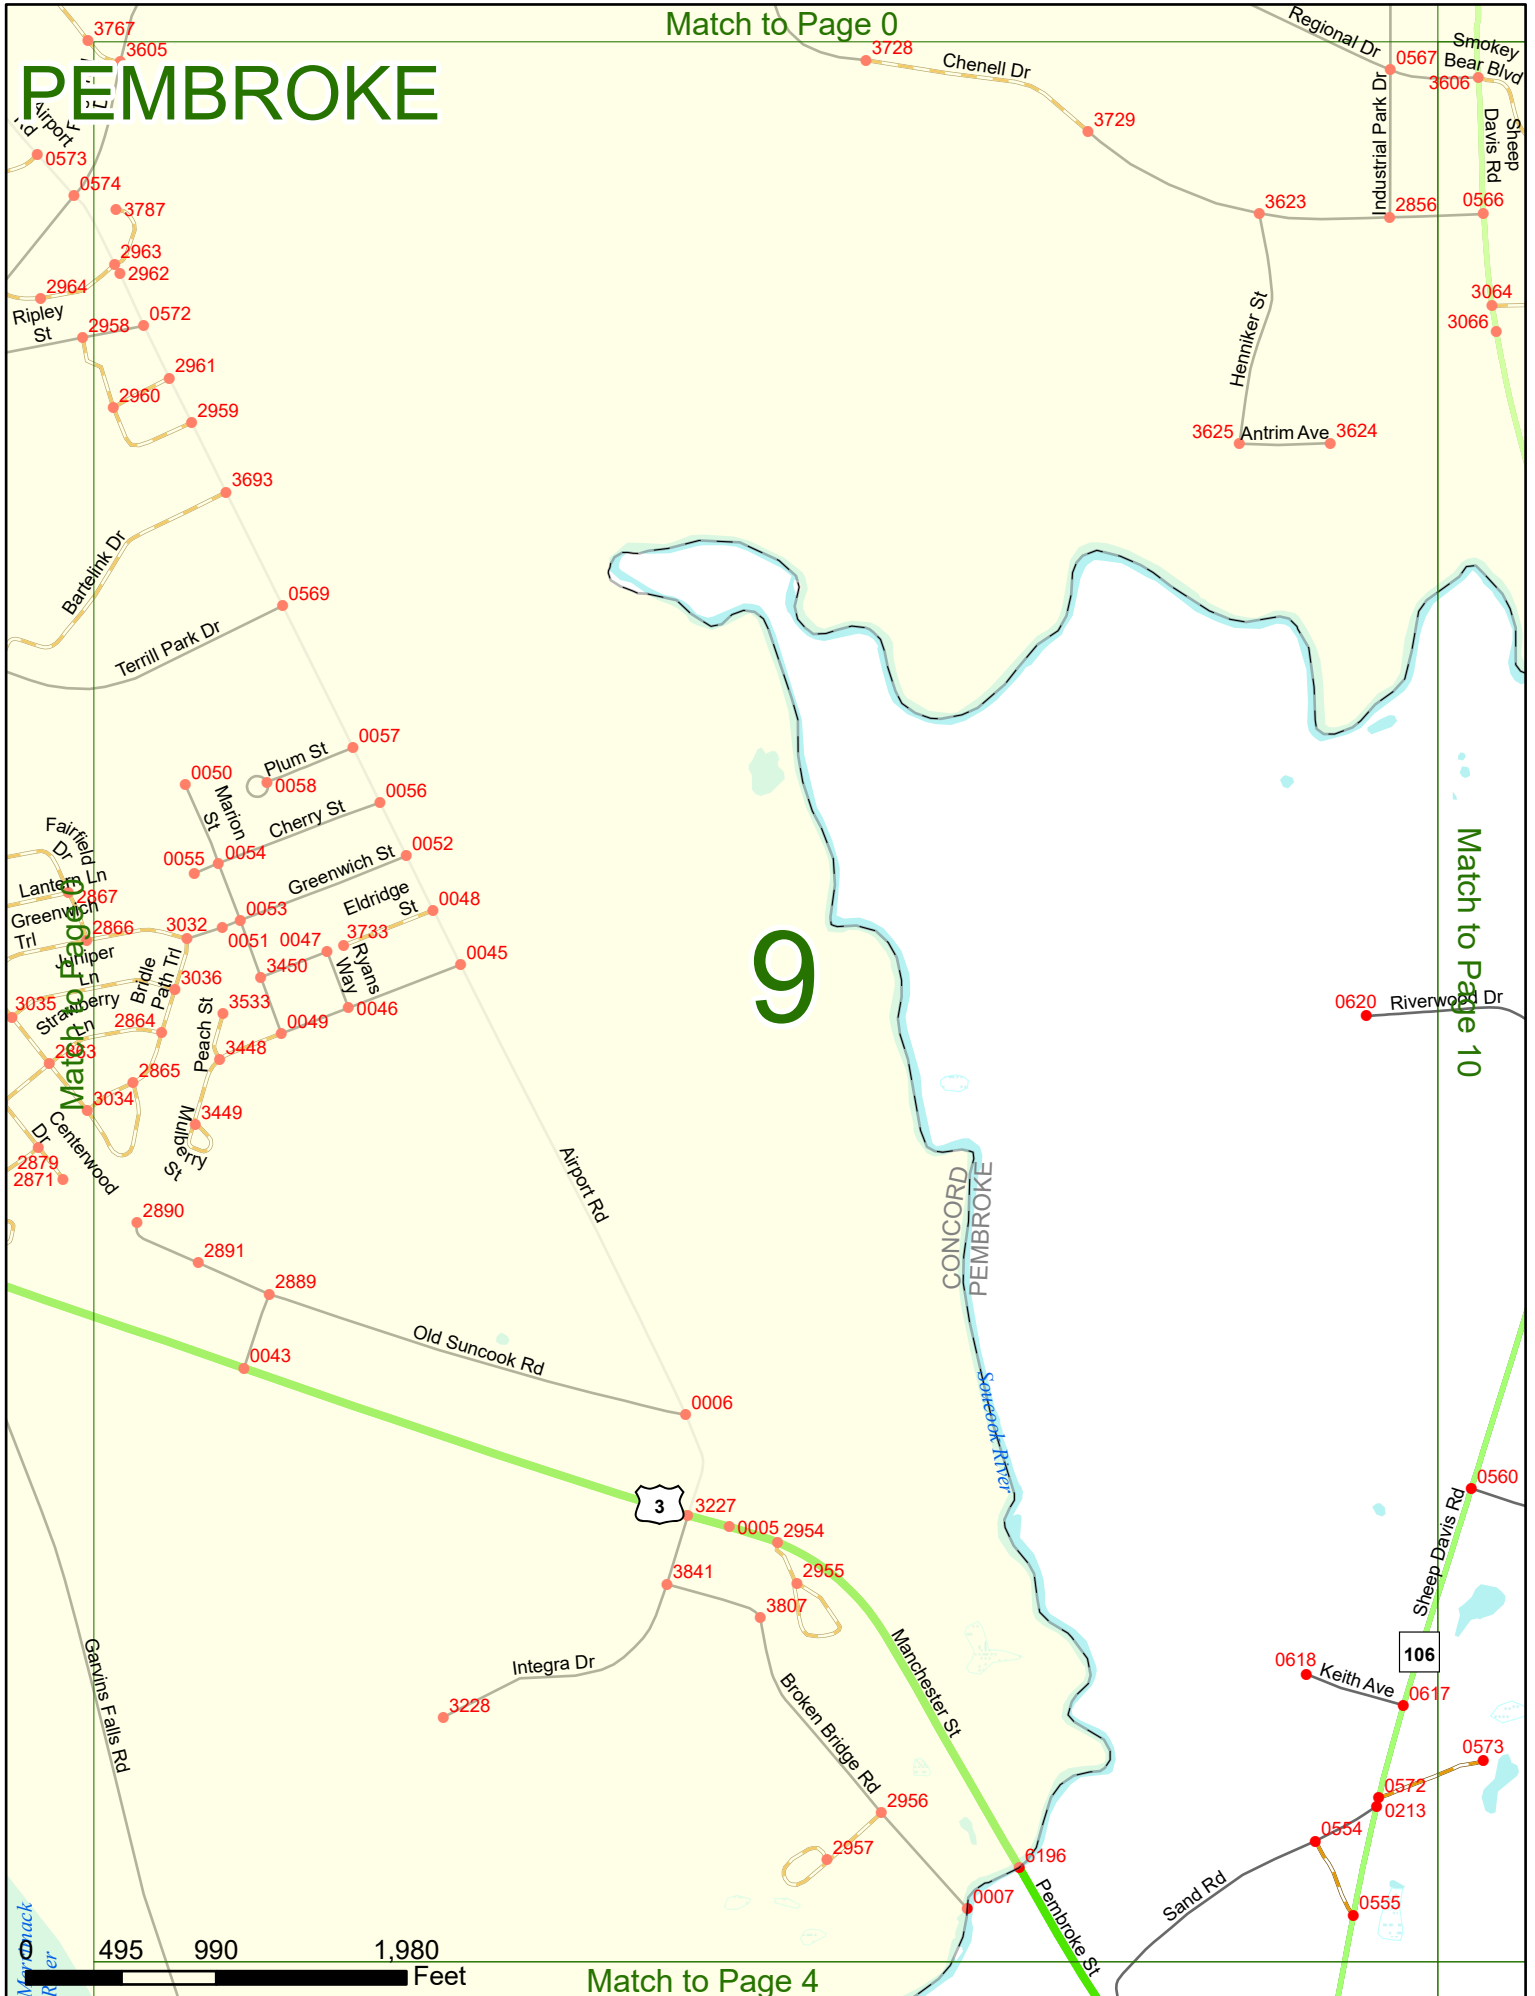 Match to Page 0
PEMBROKE
3767
3605
3728
Chenell Dr
3729
Regional Dr
0567
Smokey
Bear Blvd
3606
Industrial Park Dr
Sheep
Davis Rd
Airport
Rd
0573
0574
3787
2963
2962
2964
Ripley
St
2958
0572
2961
2960
2959
3693
3623
2856
0566
3064
3066
Henniker St
3625
Antrim Ave
3624
Bartelink Dr
0569
Terrill Park Dr
0057
Plum St
0058
0050
Marion
St
0056
Cherry St
0055
0054
0052
Greenwich St
Fairfield
Dr
Lantern Ln
2867
Greenwich
Trl
2866
Juniper
Ln
3032
0053
0051
Eldridge
St
0048
0047
3733
Ryans
Way
0045
3450
0046
Bridle
Path Trl
3036
3035
Strawberry
Ln
2864
Peach St
3533
0049
3448
2863
2865
3034
Match to Page 0
3449
Mulberry
St
Centerwood
Dr
2879
2871
9
Match to Page 10
0620
Riverwood Dr
Airport Rd
CONCORD
PEMBROKE
2890
2891
2889
0043
Old Suncook Rd
0006
Soucook River
3
3227
0005
2954
2955
3841
3807
0560
Sheep Davis Rd
106
0618
Keith Ave
0617
Garvins Falls Rd
Integra Dr
3228
Manchester St
Broken Bridge Rd
0573
0572
0213
0554
2956
2957
6196
0007
Pembroke St
Sand Rd
0555
Merrimack
River
0
495
990
1,980
Feet
Match to Page 4